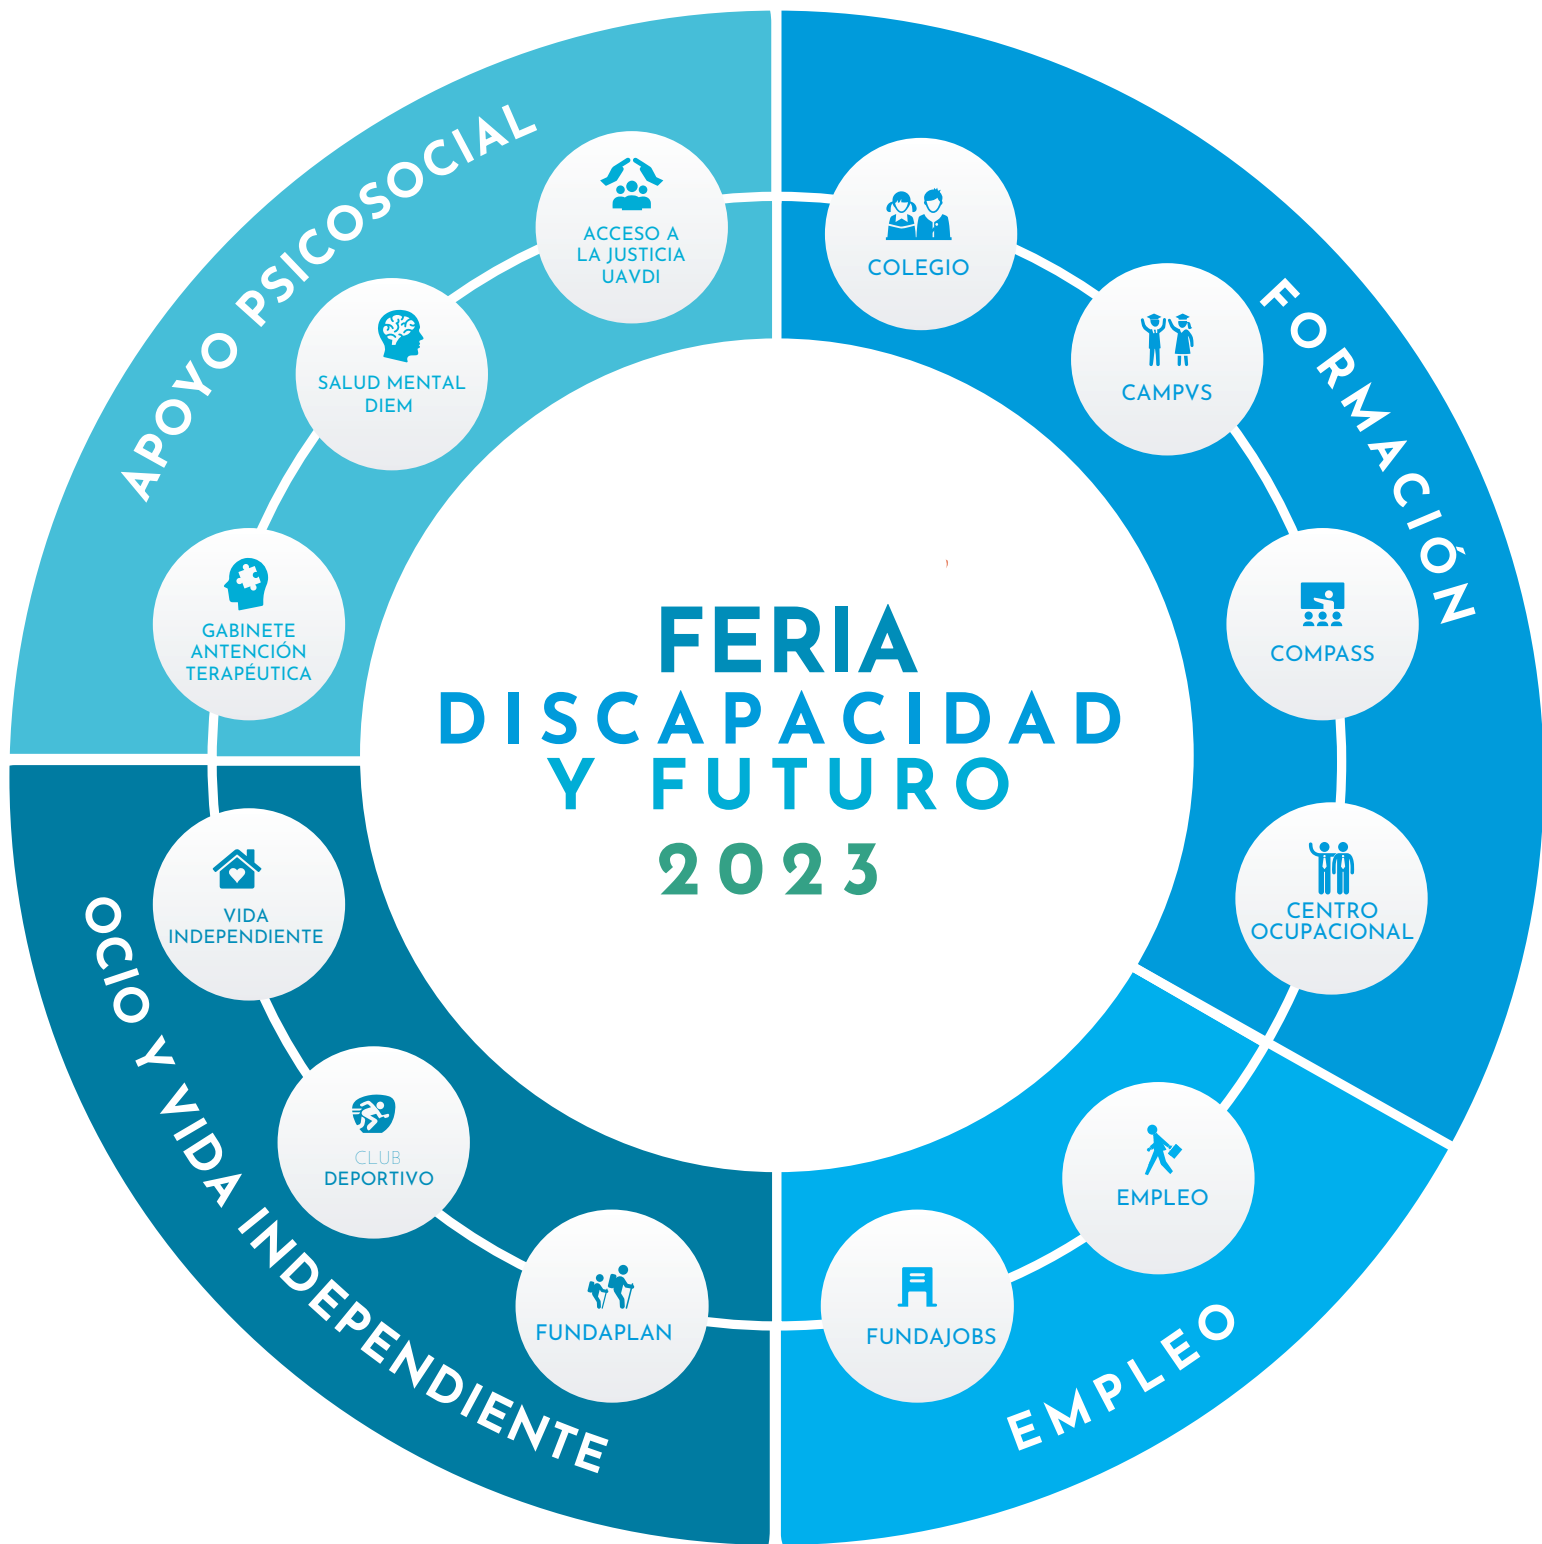 FERIA
DISCAPACIDAD
Y FUTURO
2023
FORMACIÓN
COLEGIO
CAMPVS
COMPASS
CENTRO
OCUPACIONAL
EMPLEO
EMPLEO
FUNDAJOBS
OCIO Y VIDA INDEPENDIENTE
FUNDAPLAN
CLUB
DEPORTIVO
VIDA
INDEPENDIENTE
APOYO PSICOSOCIAL
GABINETE
ANTENCIÓN
TERAPÉUTICA
SALUD MENTAL
DIEM
ACCESO A
LA JUSTICIA
UAVDI